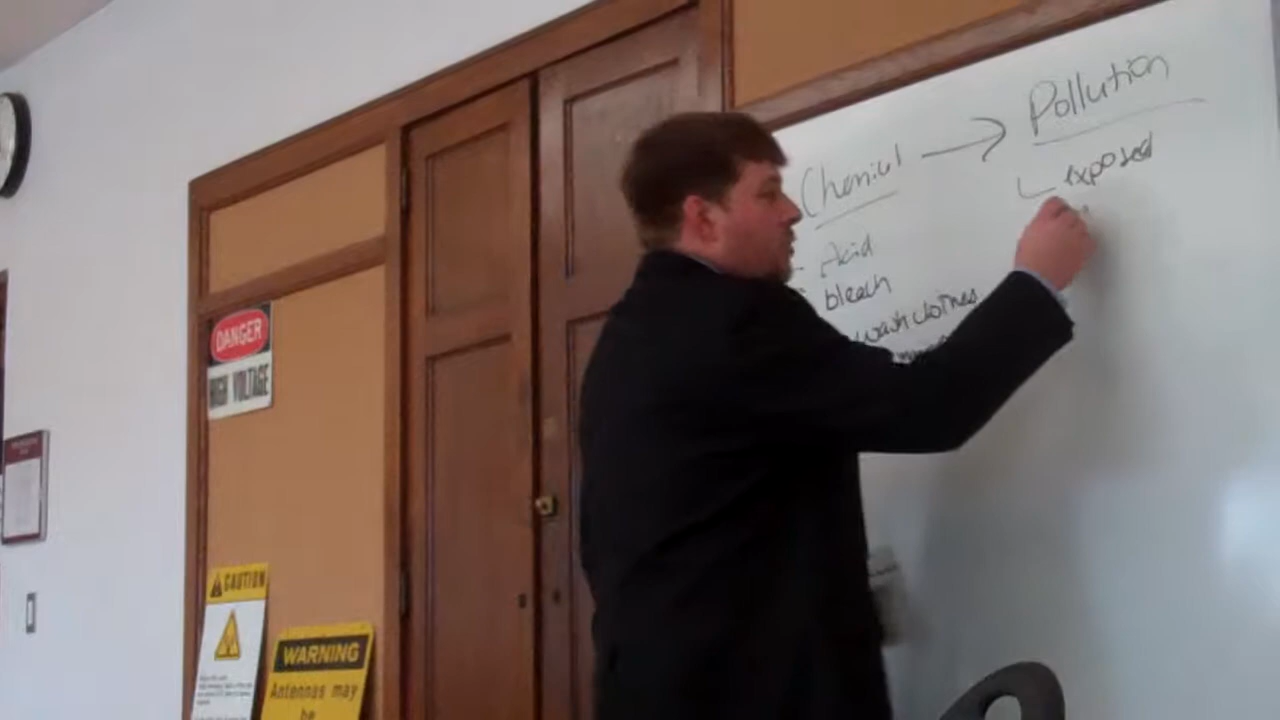 Pollution
Chemical
exposed
Acid
bleach
wash clothes
DANGER
HIGH VOLTAGE
CAUTION
WARNING
Antennas may
be